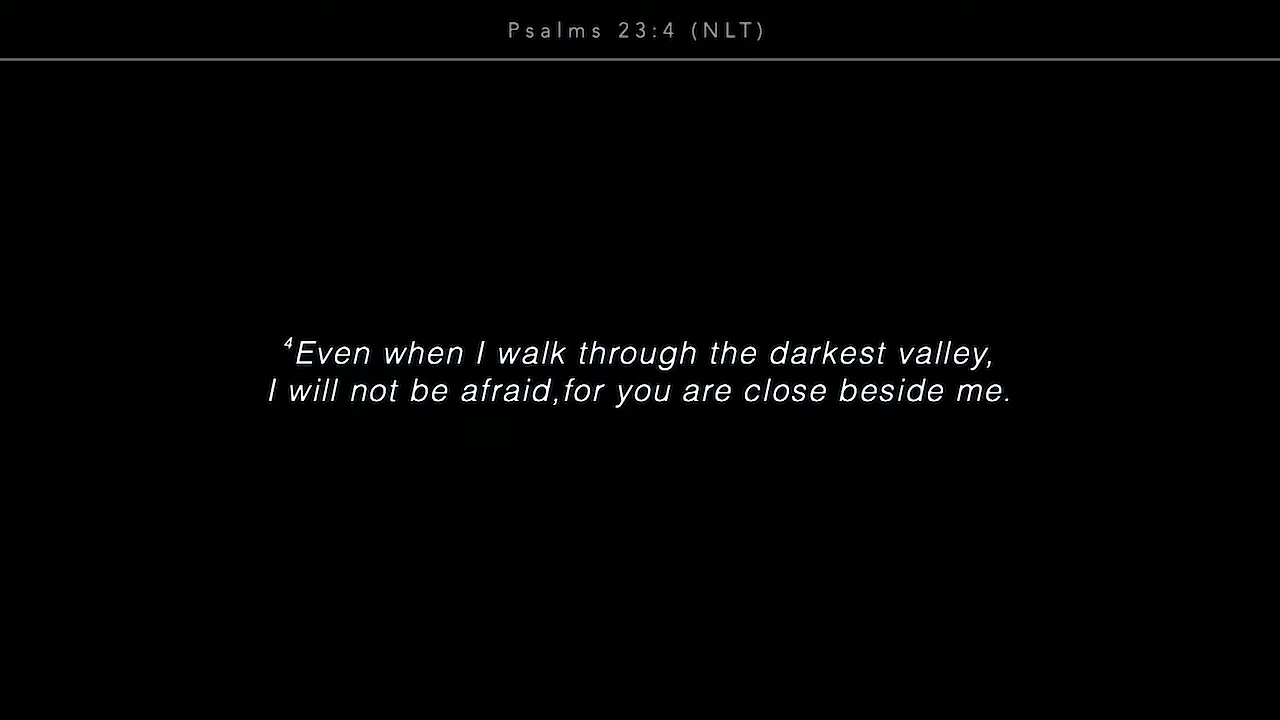 Psalms 23:4 (NLT)
⁴Even when I walk through the darkest valley,
I will not be afraid,for you are close beside me.